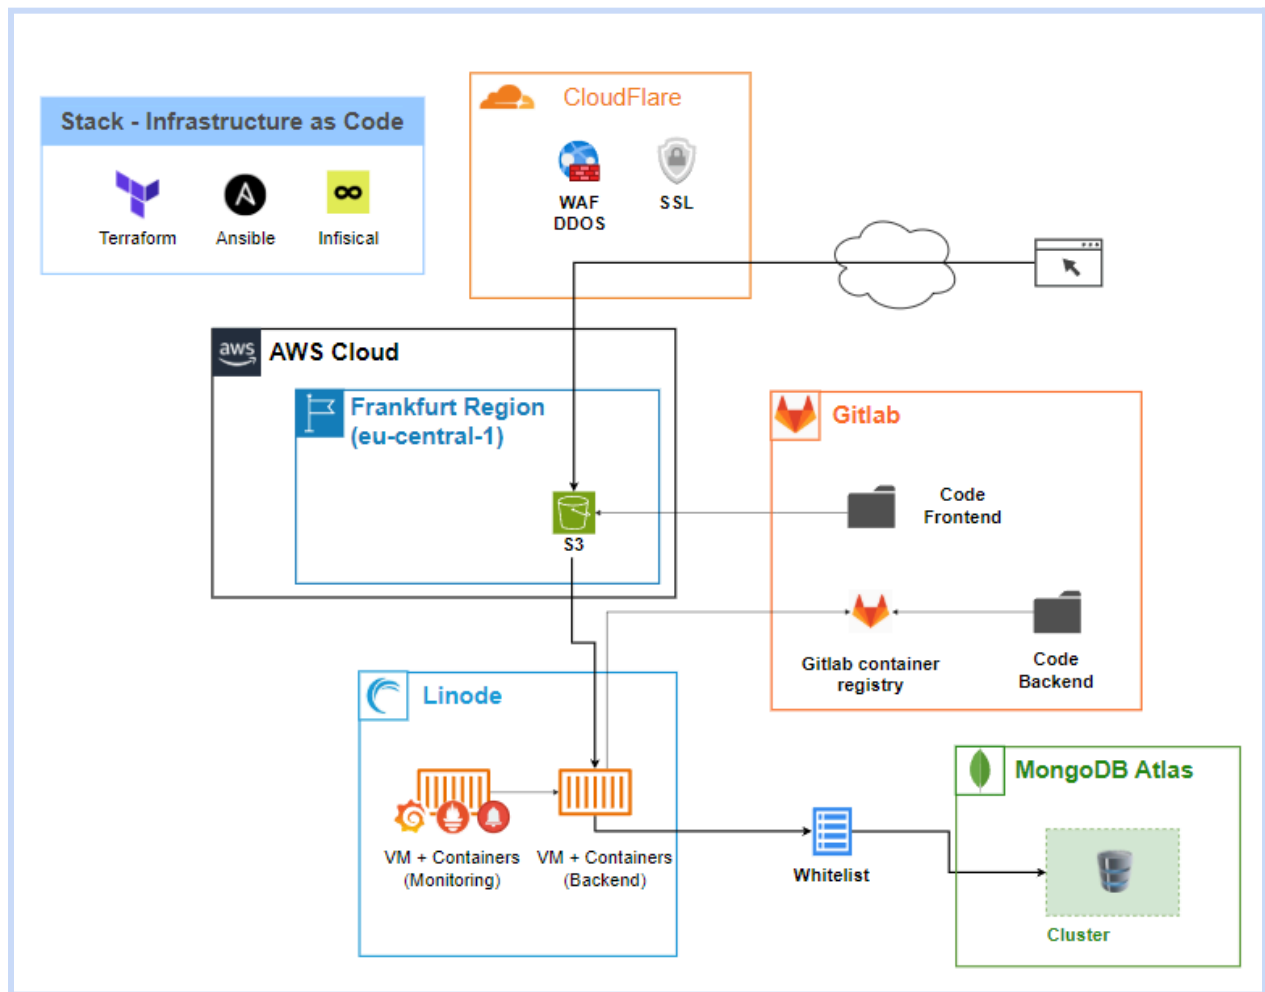 Stack - Infrastructure as Code
Terraform
Ansible
Infisical
CloudFlare
WAF
DDOS
SSL
aws
AWS Cloud
Frankfurt Region
(eu-central-1)
S3
Gitlab
Code
Frontend
Gitlab container
registry
Code
Backend
Linode
VM + Containers
(Monitoring)
VM + Containers
(Backend)
Whitelist
MongoDB Atlas
Cluster